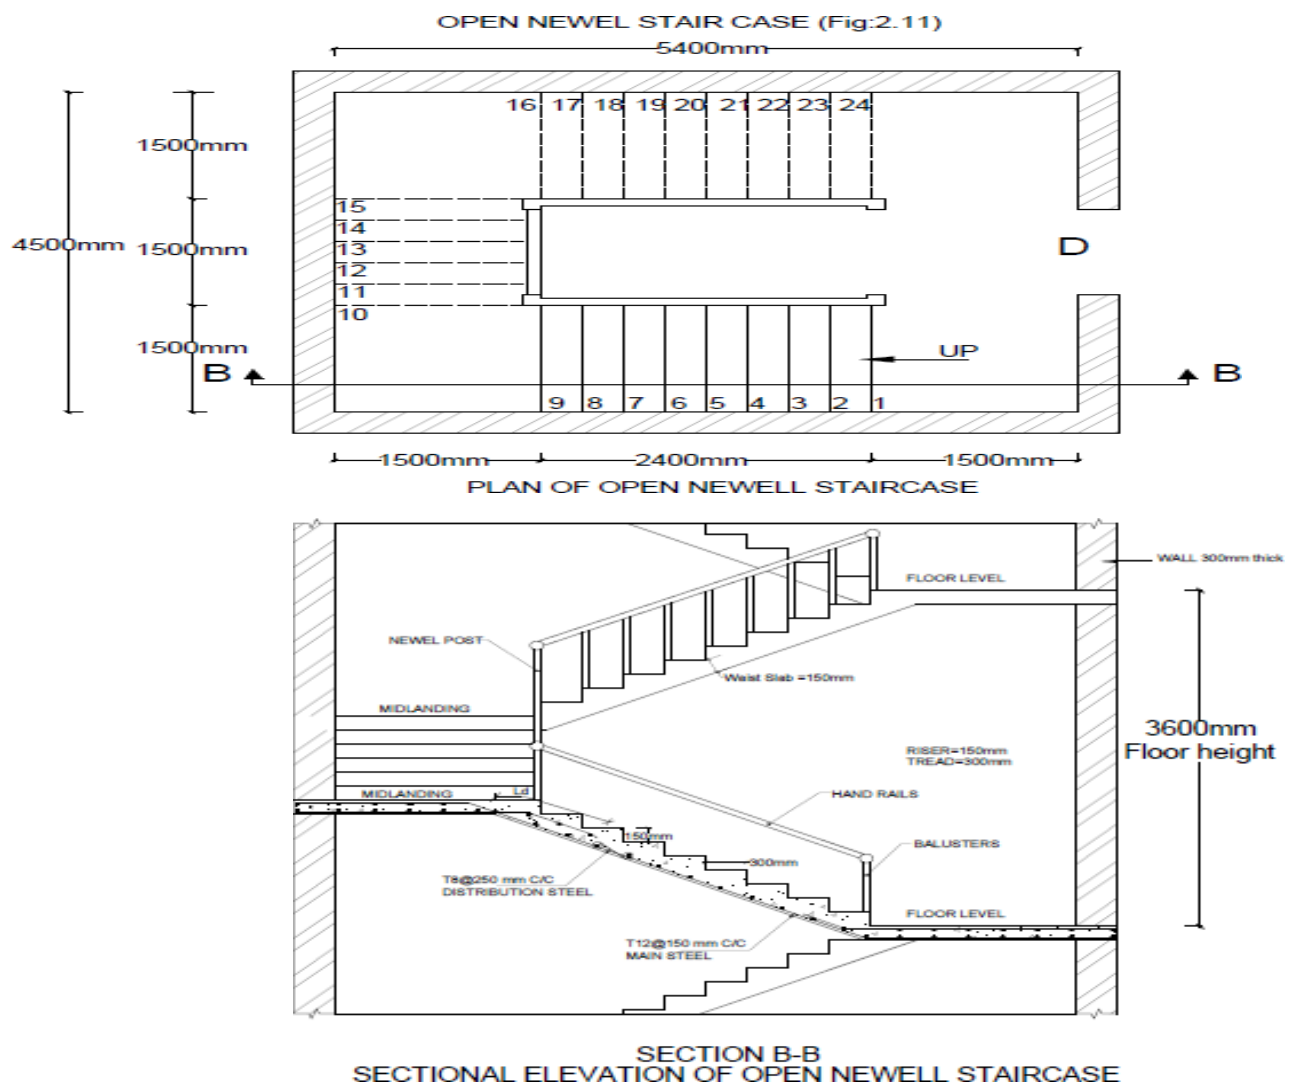 OPEN NEWEL STAIR CASE (Fig:2.11)
5400mm
16 17 18 19 20 21 22 23 24
1500mm
15
14
4500mm
1500mm
13
D
12
11
10
1500mm
UP
B
B
9 8 7 6 5 4 3 2 1
1500mm
2400mm
1500mm
PLAN OF OPEN NEWELL STAIRCASE
WALL 300mm thick
FLOOR LEVEL
NEWEL POST
Waist Slab =150mm
MIDLANDING
3600mm
Floor height
RISER=150mm
TREAD=300mm
MIDLANDING
Ld
HAND RAILS
150mm
BALUSTERS
300mm
T8@250 mm C/C
DISTRIBUTION STEEL
FLOOR LEVEL
T12@150 mm C/C
MAIN STEEL
SECTION B-B
SECTIONAL ELEVATION OF OPEN NEWELL STAIRCASE